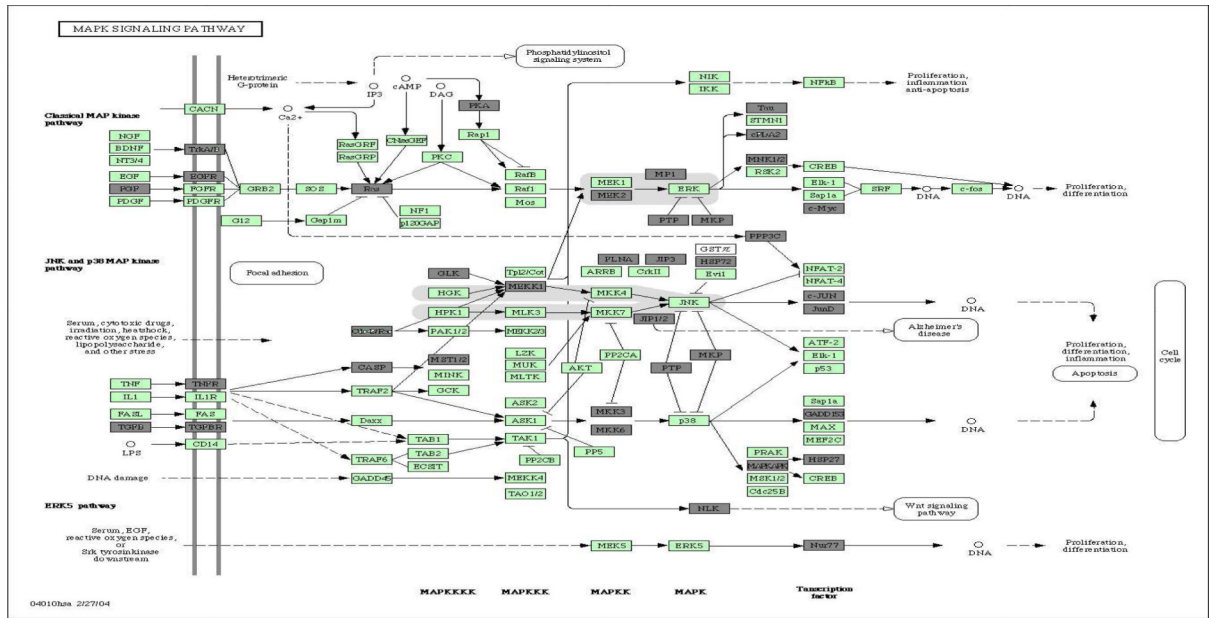 MAPK SIGNALING PATHWAY
Phosphatidylinositol
signaling system
Heterotrimeric
G-protein
IP3
cAMP
DAG
NIK
IKK
NFkB
Proliferation,
inflammation
anti-apoptosis
CACN
Ca2+
PKA
Tau
STMN1
cPLA2
Classical MAP kinase
pathway
NGF
BDNF
NT3/4
TrkA/B
RasGRF
RasGRP
CNasGEF
PKC
Rap1
EGF
EGFR
FGF
FGFR
PDGF
PDGFR
GRB2
SOS
Ras
RafB
Raf1
Mos
MEK1
MEK2
MP1
ERK
PTP
MKP
MNK1/2
RSK2
CREB
Elk-1
Sap1a
c-Myc
SRF
DNA
c-fos
DNA
Proliferation,
differentiation
G12
Gap1m
NF1
p120GAP
PPP3C
JNK and p38 MAP kinase
pathway
Focal adhesion
GLK
HGK
HPK1
Tpl2/Cot
MEKK1
MLK3
MEKK2/3
FLNA
JIP3
ARRB
CrkII
HSP72
Evi1
MKK4
MKK7
JNK
JIP1/2
NFAT-2
NFAT-4
c-JUN
JunD
DNA
Alzheimer's
disease
Cell
cycle
Serum, cytotoxic drugs,
irradiation, heatshock,
reactive oxygen species,
lipopolysaccharide,
and other stress
PAK1/2
CASP
MST1/2
MINK
GCK
LZK
MUK
MLTK
PP2CA
AKT
PTP
MKP
ATF-2
Elk-1
p53
Proliferation,
differentiation,
inflammation
Apoptosis
TNF
TNFR
IL1
IL1R
TRAF2
FASL
FAS
TGFB
TGFBR
LPS
CD14
Daxx
ASK2
ASK1
MKK3
MKK6
p38
Sap1a
GADD153
MAX
MEF2C
DNA
TAB1
TAB2
ECSIT
TRAF6
TAK1
PP2CB
PP5
PRAK
MAPKAPK
MSK1/2
Cdc25B
HSP27
CREB
DNA damage
GADD45
MEKK4
TAO1/2
NLK
Wnt signaling
pathway
ERK5 pathway
Serum, EGF,
reactive oxygen species,
or
Srk tyrosinkinase
downstream
MEK5
ERK5
Nur77
DNA
Proliferation,
differentiation
MAPKKKK
MAPKKK
MAPKK
MAPK
Tanscription
factor
04010hsa 2/27/04